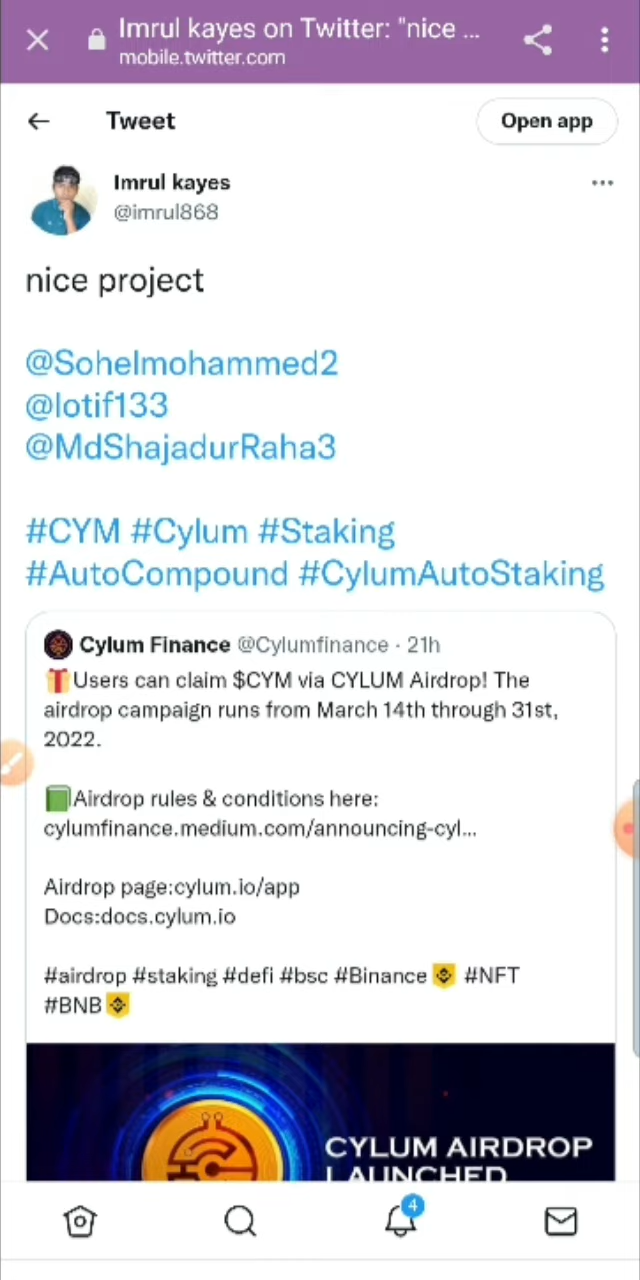 Imrul kayes on Twitter: "nice ...
mobile.twitter.com
Tweet
Open app
Imrul kayes
@imrul868
nice project
@Sohelmohammed2
@lotif133
@MdShajadurRaha3
#CYM #Cylum #Staking
#AutoCompound #CylumAutoStaking
Cylum Finance @Cylumfinance · 21h
🎁Users can claim $CYM via CYLUM Airdrop! The
airdrop campaign runs from March 14th through 31st,
2022.
📗Airdrop rules & conditions here:
cylumfinance.medium.com/announcing-cyl...
Airdrop page:cylum.io/app
Docs:docs.cylum.io
#airdrop #staking #defi #bsc #Binance #NFT
#BNB
CYLUM AIRDROP
LAUNCHED
4